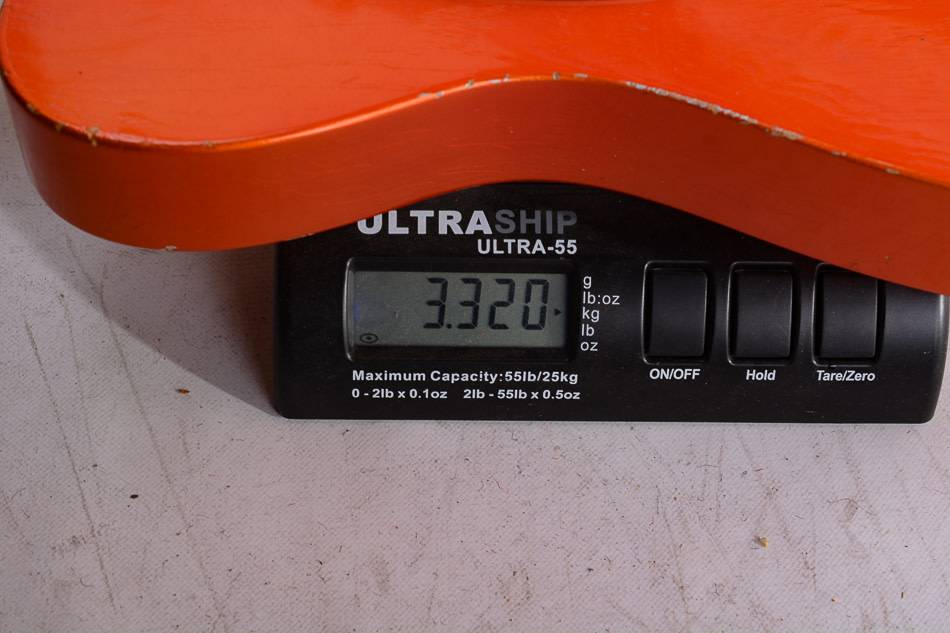 ULTRASHIP
ULTRA-55
3.320
g
lb:oz
kg
lb
oz
ON/OFF
Hold
Tare/Zero
Maximum Capacity:55lb/25kg
0 - 2lb x 0.1oz 2lb - 55lb x 0.5oz